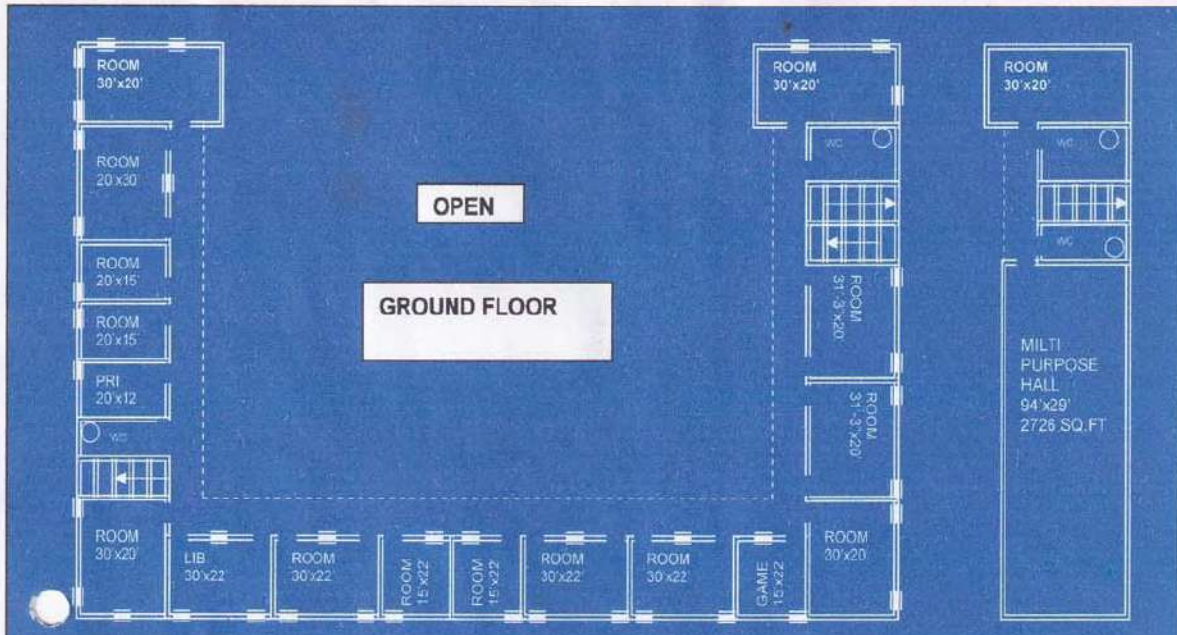 ROOM
30'x20'
ROOM
30'x20'
ROOM
30'x20'
ROOM
20'x30'
WC
WC
OPEN
WC
ROOM
20'x15'
GROUND FLOOR
ROOM
31'-3'x20'
ROOM
20'x15'
MILTI
PURPOSE
HALL
94'x29'
2726 SQ.FT
PRI
20'x12
ROOM
31'-3'x20'
WC
ROOM
30'x20'
LIB
30'x22'
ROOM
30'x22'
ROOM
15'x22'
ROOM
15'x22'
ROOM
30'x22'
ROOM
30'x22'
GAME
15'x22
ROOM
30'x20'